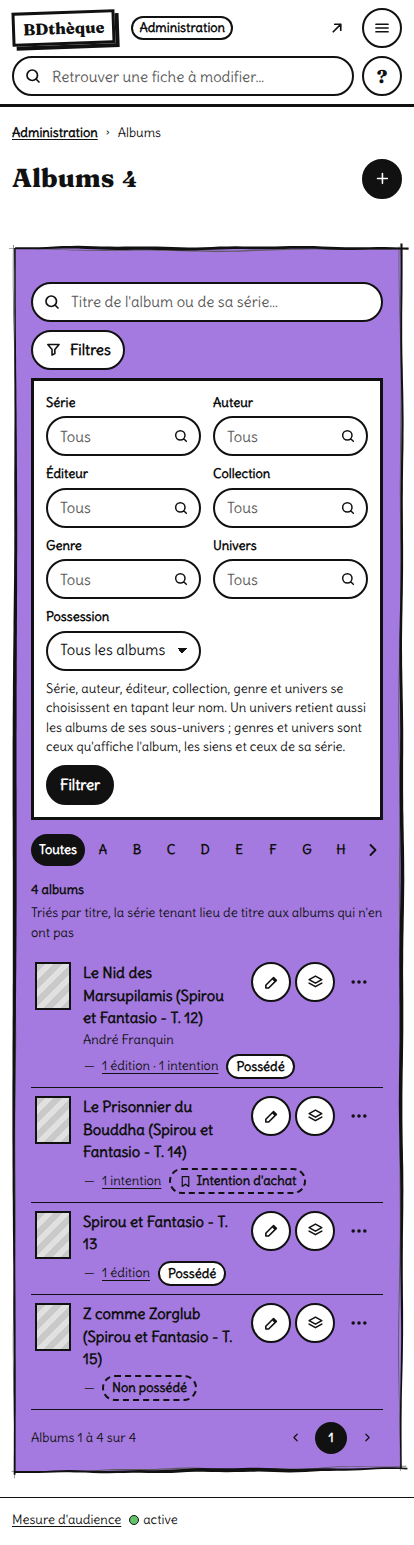 BDthèque
Administration
Retrouver une fiche à modifier...
?
Administration › Albums
Albums 4
Titre de l'album ou de sa série...
Filtres
Série
Auteur
Tous
Tous
Éditeur
Collection
Tous
Tous
Genre
Univers
Tous
Tous
Possession
Tous les albums
Série, auteur, éditeur, collection, genre et univers se
choisissent en tapant leur nom. Un univers retient aussi
les albums de ses sous-univers ; genres et univers sont
ceux qu'affiche l'album, les siens et ceux de sa série.
Filtrer
Toutes A B C D E F G H
4 albums
Triés par titre, la série tenant lieu de titre aux albums qui n'en
ont pas
Le Nid des
Marsupilamis (Spirou
et Fantasio - T. 12)
André Franquin
— 1 édition · 1 intention Possédé
Le Prisonnier du
Bouddha (Spirou et
Fantasio - T. 14)
— 1 intention Intention d'achat
Spirou et Fantasio - T.
13
— 1 édition Possédé
Z comme Zorglub
(Spirou et Fantasio - T.
15)
— Non possédé
Albums 1 à 4 sur 4
‹ 1 ›
Mesure d'audience active